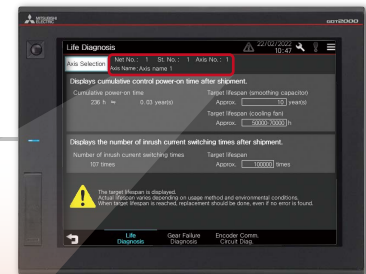 MITSUBISHI
ELECTRIC
GOT2000
Life Diagnosis
22/02/2022
10:47
Axis Selection
Net No.: 1 St. No.: 1 Axis No.: 1
Axis Name: Axis name 1
Displays cumulative control power-on time after shipment.
Cumulative power-on time
Target lifespan (smoothing capacitor)
236 h ≒ 0.03 year(s)
Approx. 10 year(s)
Target lifespan (cooling fan)
Approx. 50000-70000 h
Displays the number of inrush current switching times after shipment.
Number of inrush current switching times
Target lifespan
107 times
Approx. 100000 times
The target lifespan is displayed.
Actual lifespan varies depending on usage method and environmental conditions.
When target lifespan is reached, replacement should be done, even if no error is found.
Life
Diagnosis
Gear Failure
Diagnosis
Encoder Comm.
Circuit Diag.